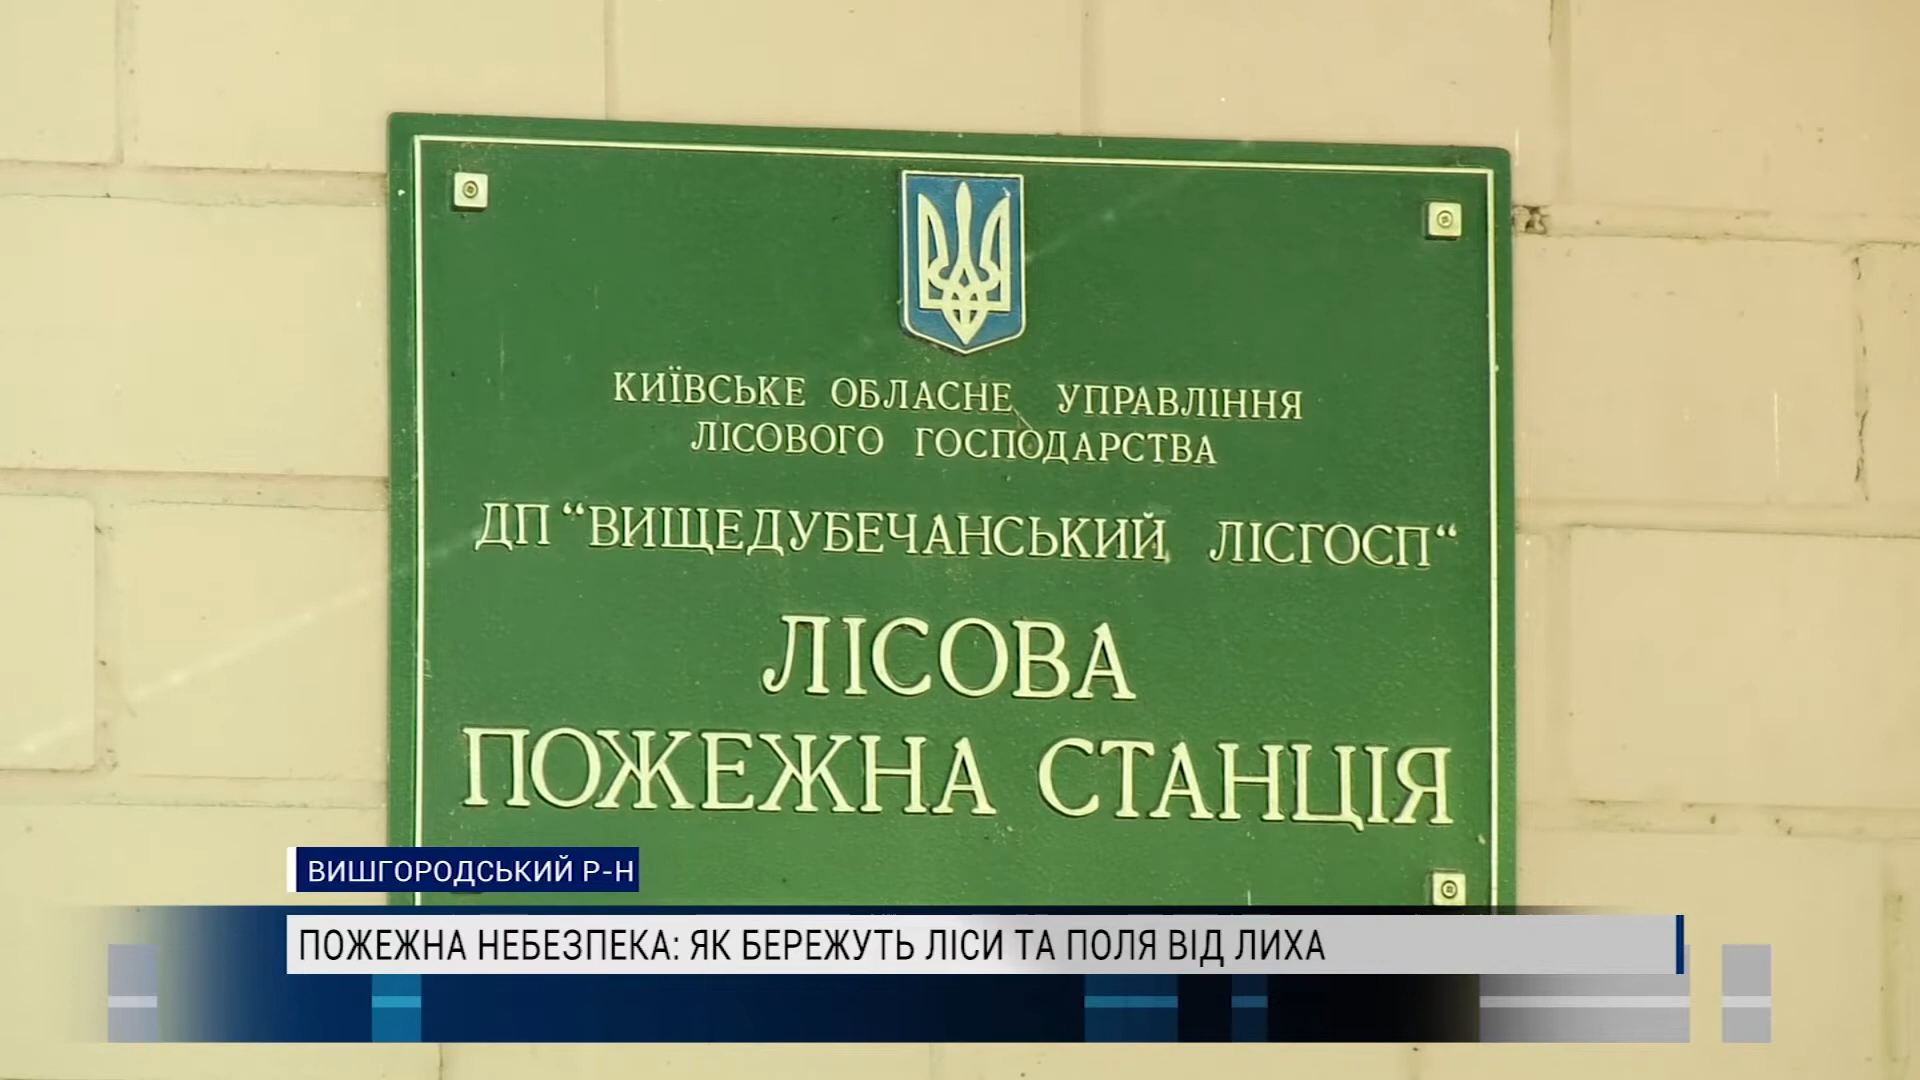 КИЇВСЬКЕ ОБЛАСНЕ УПРАВЛІННЯ
ЛІСОВОГО ГОСПОДАРСТВА
ДП “ВИЩЕДУБЕЧАНСЬКИЙ ЛІСГОСП“
ЛІСОВА
ПОЖЕЖНА СТАНЦІЯ
ВИШГОРОДСЬКИЙ Р-Н
ПОЖЕЖНА НЕБЕЗПЕКА: ЯК БЕРЕЖУТЬ ЛІСИ ТА ПОЛЯ ВІД ЛИХА